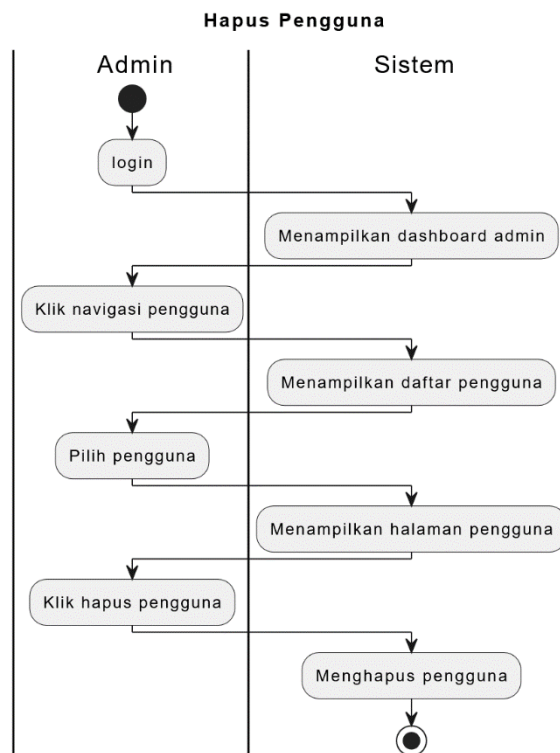 Hapus Pengguna
Admin
Sistem
login
Menampilkan dashboard admin
Klik navigasi pengguna
Menampilkan daftar pengguna
Pilih pengguna
Menampilkan halaman pengguna
Klik hapus pengguna
Menghapus pengguna